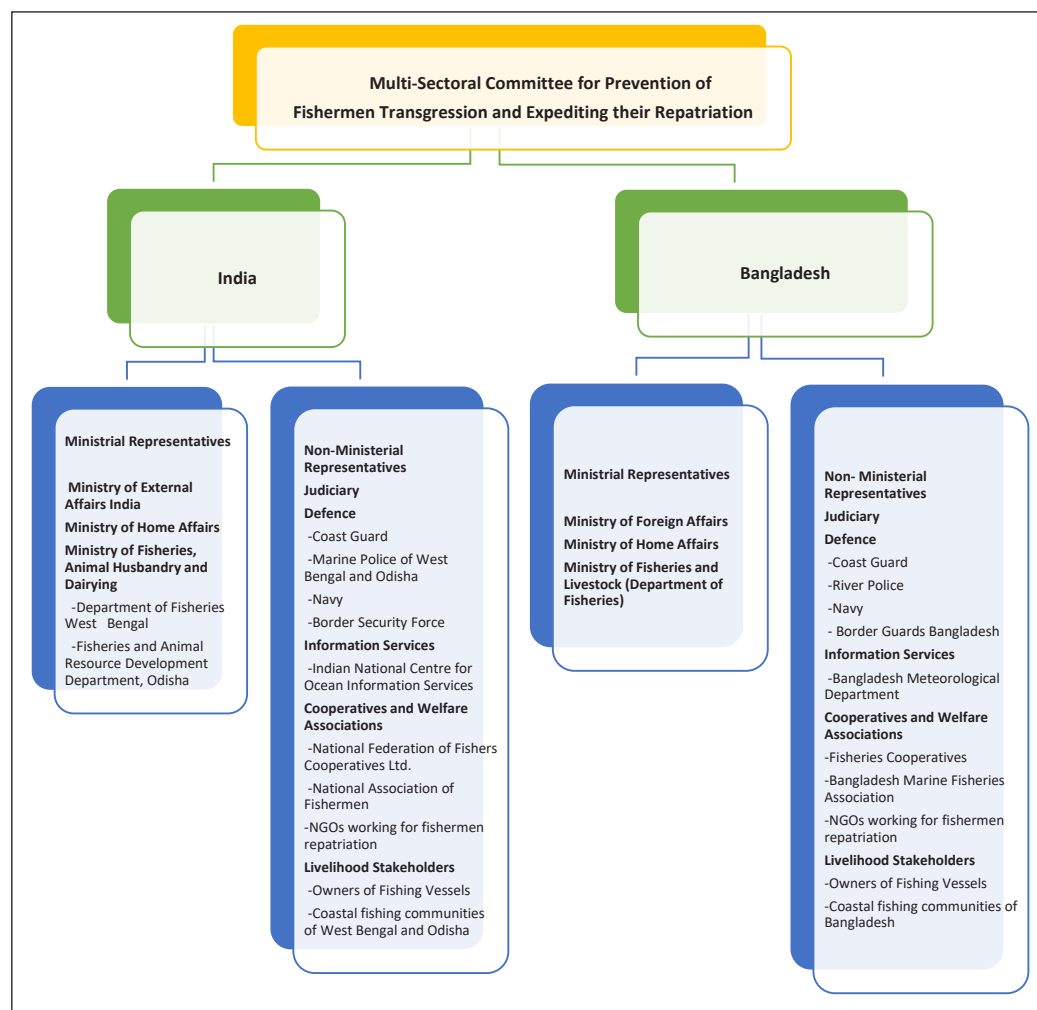 Multi-Sectoral Committee for Prevention of
Fishermen Transgression and Expediting their Repatriation
India
Bangladesh
Ministrial Representatives
Ministry of External
Affairs India
Ministry of Home Affairs
Ministry of Fisheries,
Animal Husbandry and
Dairying
-Department of Fisheries
West Bengal
-Fisheries and Animal
Resource Development
Department, Odisha
Non-Ministerial
Representatives
Judiciary
Defence
-Coast Guard
-Marine Police of West
Bengal and Odisha
-Navy
-Border Security Force
Information Services
-Indian National Centre for
Ocean Information Services
Cooperatives and Welfare
Associations
-National Federation of Fishers
Cooperatives Ltd.
-National Association of
Fishermen
-NGOs working for fishermen
repatriation
Livelihood Stakeholders
-Owners of Fishing Vessels
-Coastal fishing communities
of West Bengal and Odisha
Ministrial Representatives
Ministry of Foreign Affairs
Ministry of Home Affairs
Ministry of Fisheries and
Livestock (Department of
Fisheries)
Non- Ministerial
Representatives
Judiciary
Defence
-Coast Guard
-River Police
-Navy
- Border Guards Bangladesh
Information Services
-Bangladesh Meteorological
Department
Cooperatives and Welfare
Associations
-Fisheries Cooperatives
-Bangladesh Marine Fisheries
Association
-NGOs working for fishermen
repatriation
Livelihood Stakeholders
-Owners of Fishing Vessels
-Coastal fishing communities of
Bangladesh